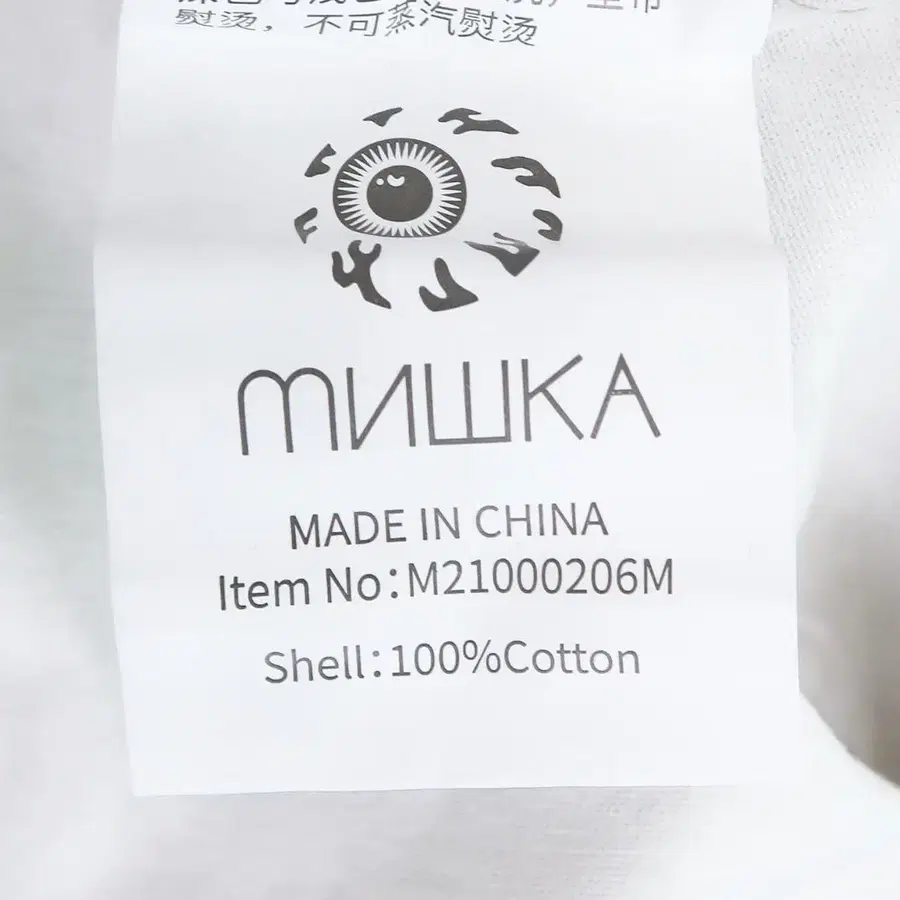 熨烫，不可蒸汽熨烫
МИШКА
MADE IN CHINA
Item No:M21000206M
Shell:100%Cotton